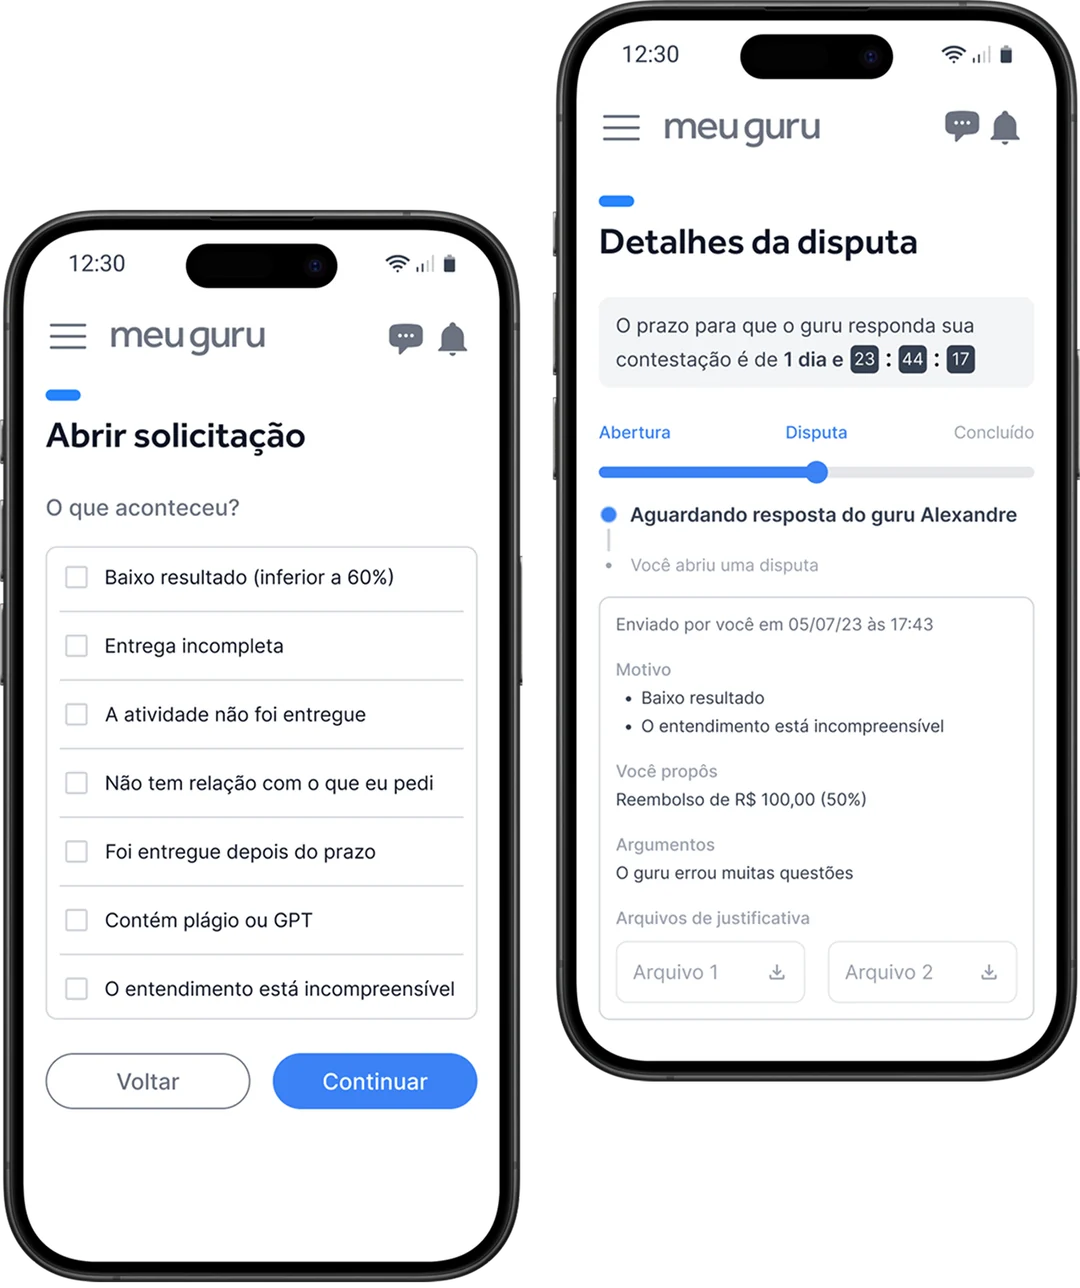 12:30
meu guru
Abrir solicitação
O que aconteceu?
Baixo resultado (inferior a 60%)
Entrega incompleta
A atividade não foi entregue
Não tem relação com o que eu pedi
Foi entregue depois do prazo
Contém plágio ou GPT
O entendimento está incompreensível
Voltar
Continuar
12:30
meu guru
Detalhes da disputa
O prazo para que o guru responda sua
contestação é de 1 dia e 23 : 44 : 17
Abertura
Disputa
Concluído
Aguardando resposta do guru Alexandre
Você abriu uma disputa
Enviado por você em 05/07/23 às 17:43
Motivo
• Baixo resultado
• O entendimento está incompreensível
Você propôs
Reembolso de R$ 100,00 (50%)
Argumentos
O guru errou muitas questões
Arquivos de justificativa
Arquivo 1
Arquivo 2